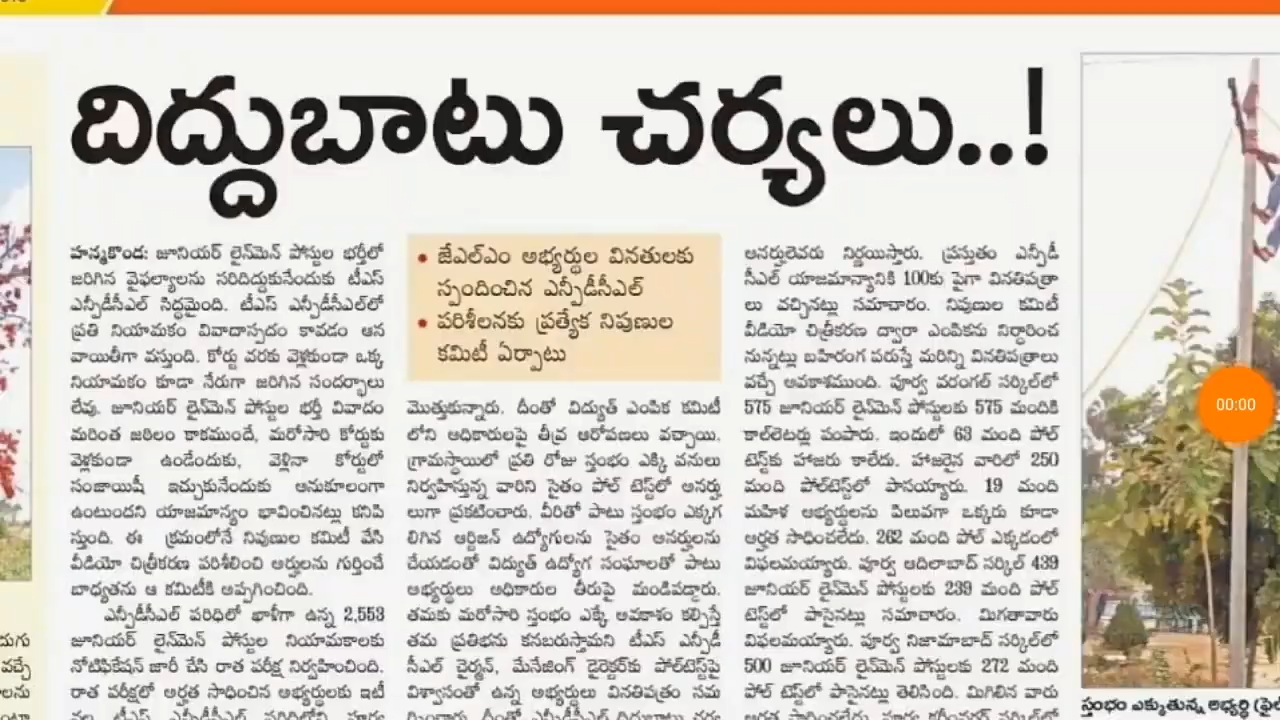 దిద్దుబాటు చర్యలు..!
హన్మకొండ: జూనియర్ లైన్‌మెన్ పోస్టుల భర్తీలో
జరిగిన వైఫల్యాలను సరిదిద్దుకునేందుకు టీఎస్
ఎన్పీడీసీఎల్ సిద్ధమైంది. టీఎస్ ఎన్పీడీసీఎల్‌లో
ప్రతి నియామకం వివాదాస్పదం కావడం ఆన
వాయితీగా వస్తుంది. కోర్టు వరకు వెళ్లకుండా ఒక్క
నియామకం కూడా నేరుగా జరిగిన సందర్భాలు
లేవు. జూనియర్ లైన్‌మెన్ పోస్టుల భర్తీ వివాదం
మరింత జఠిలం కాకముందే, మరోసారి కోర్టుకు
వెళ్లకుండా ఉండేందుకు, వెళ్లినా కోర్టులో
సంజాయిషీ ఇచ్చుకునేందుకు అనుకూలంగా
ఉంటుందని యాజమాన్యం భావించినట్లు కనిపి
స్తుంది. ఈ క్రమంలోనే నిపుణుల కమిటీ వేసి
వీడియో చిత్రీకరణ పరిశీలించి అర్హులను గుర్తించే
బాధ్యతను ఆ కమిటీకి అప్పగించింది.
ఎన్పీడీసీఎల్ పరిధిలో ఖాళీగా ఉన్న 2,553
జూనియర్ లైన్‌మెన్ పోస్టుల నియామకాలకు
నోటిఫికేషన్ జారీ చేసి రాత పరీక్ష నిర్వహించింది.
రాత పరీక్షలో అర్హత సాధించిన అభ్యర్థులకు ఇటీ
• జేఎల్ఎం అభ్యర్థుల వినతులకు
స్పందించిన ఎన్పీడీసీఎల్
• పరిశీలనకు ప్రత్యేక నిపుణుల
కమిటీ ఏర్పాటు
మొత్తుకున్నారు. దీంతో విద్యుత్ ఎంపిక కమిటీ
లోని అధికారులపై తీవ్ర ఆరోపణలు వచ్చాయి.
గ్రామస్థాయిలో ప్రతి రోజు స్తంభం ఎక్కి పనులు
నిర్వహిస్తున్న వారిని సైతం పోల్ టెస్ట్‌లో అనర్హు
లుగా ప్రకటించారు. వీరితో పాటు స్తంభం ఎక్కగ
లిగిన ఆర్టిజన్ ఉద్యోగులను సైతం అనర్హులను
చేయడంతో విద్యుత్ ఉద్యోగ సంఘాలతో పాటు
అభ్యర్థులు అధికారుల తీరుపై మండిపడ్డారు.
తమకు మరోసారి స్తంభం ఎక్కే అవకాశం కల్పిస్తే
తమ ప్రతిభను కనబరుస్తామని టీఎస్ ఎన్పీడీ
సీఎల్ చైర్మన్, మేనేజింగ్ డైరెక్టర్‌కు పోల్‌టెస్ట్‌పై
విశ్వాసంతో ఉన్న అభ్యర్థులు వినతిపత్రం సమ
అనర్హులెవరు నిర్ణయిస్తారు. ప్రస్తుతం ఎన్పీడీ
సీఎల్ యాజమాన్యానికి 100కు పైగా వినతిపత్రా
లు వచ్చినట్లు సమాచారం. నిపుణుల కమిటీ
వీడియో చిత్రీకరణ ద్వారా ఎంపికను నిర్ధారించ
నున్నట్లు బహిరంగ పరుస్తే మరిన్ని వినతిపత్రాలు
వచ్చే అవకాశముంది. పూర్వ వరంగల్ సర్కిల్‌లో
575 జూనియర్ లైన్‌మెన్ పోస్టులకు 575 మందికి
కాల్‌లెటర్లు పంపారు. ఇందులో 63 మంది పోల్
టెస్ట్‌కు హాజరు కాలేదు. హాజరైన వారిలో 250
మంది పోల్‌టెస్ట్‌లో పాసయ్యారు. 19 మంది
మహిళ అభ్యర్థులను పిలువగా ఒక్కరు కూడా
అర్హత సాధించలేదు. 262 మంది పోల్ ఎక్కడంలో
విఫలమయ్యారు. పూర్వ ఆదిలాబాద్ సర్కిల్ 439
జూనియర్ లైన్‌మెన్ పోస్టులకు 239 మంది పోల్
టెస్ట్‌లో పాసైనట్లు సమాచారం. మిగతావారు
విఫలమయ్యారు. పూర్వ నిజామాబాద్ సర్కిల్‌లో
500 జూనియర్ లైన్‌మెన్ పోస్టులకు 272 మంది
పోల్ టెస్ట్‌లో పాసైనట్లు తెలిసింది. మిగిలిన వారు
00:00
స్తంభం ఎక్కుతున్న అభ్యర్థి
వచ్చే